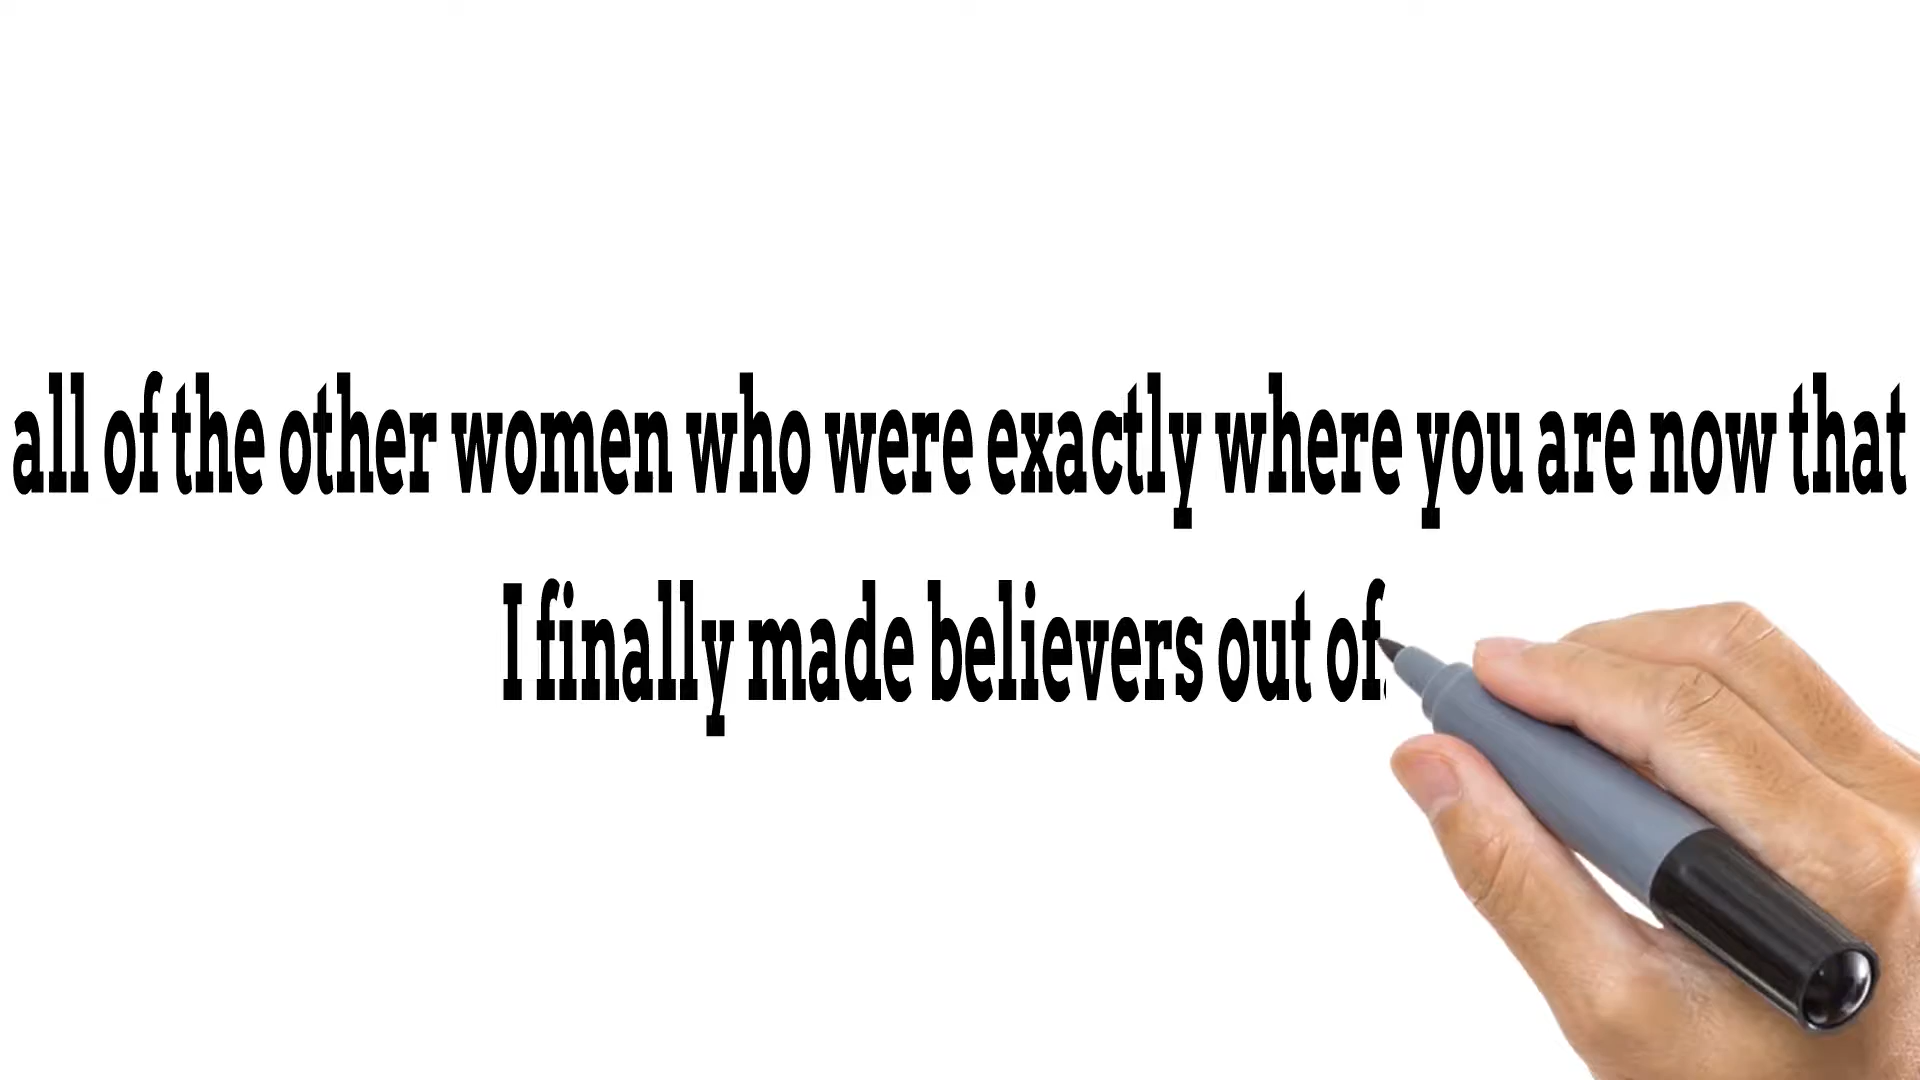 all of the other women who were exactly where you are now that
I finally made believers out of.